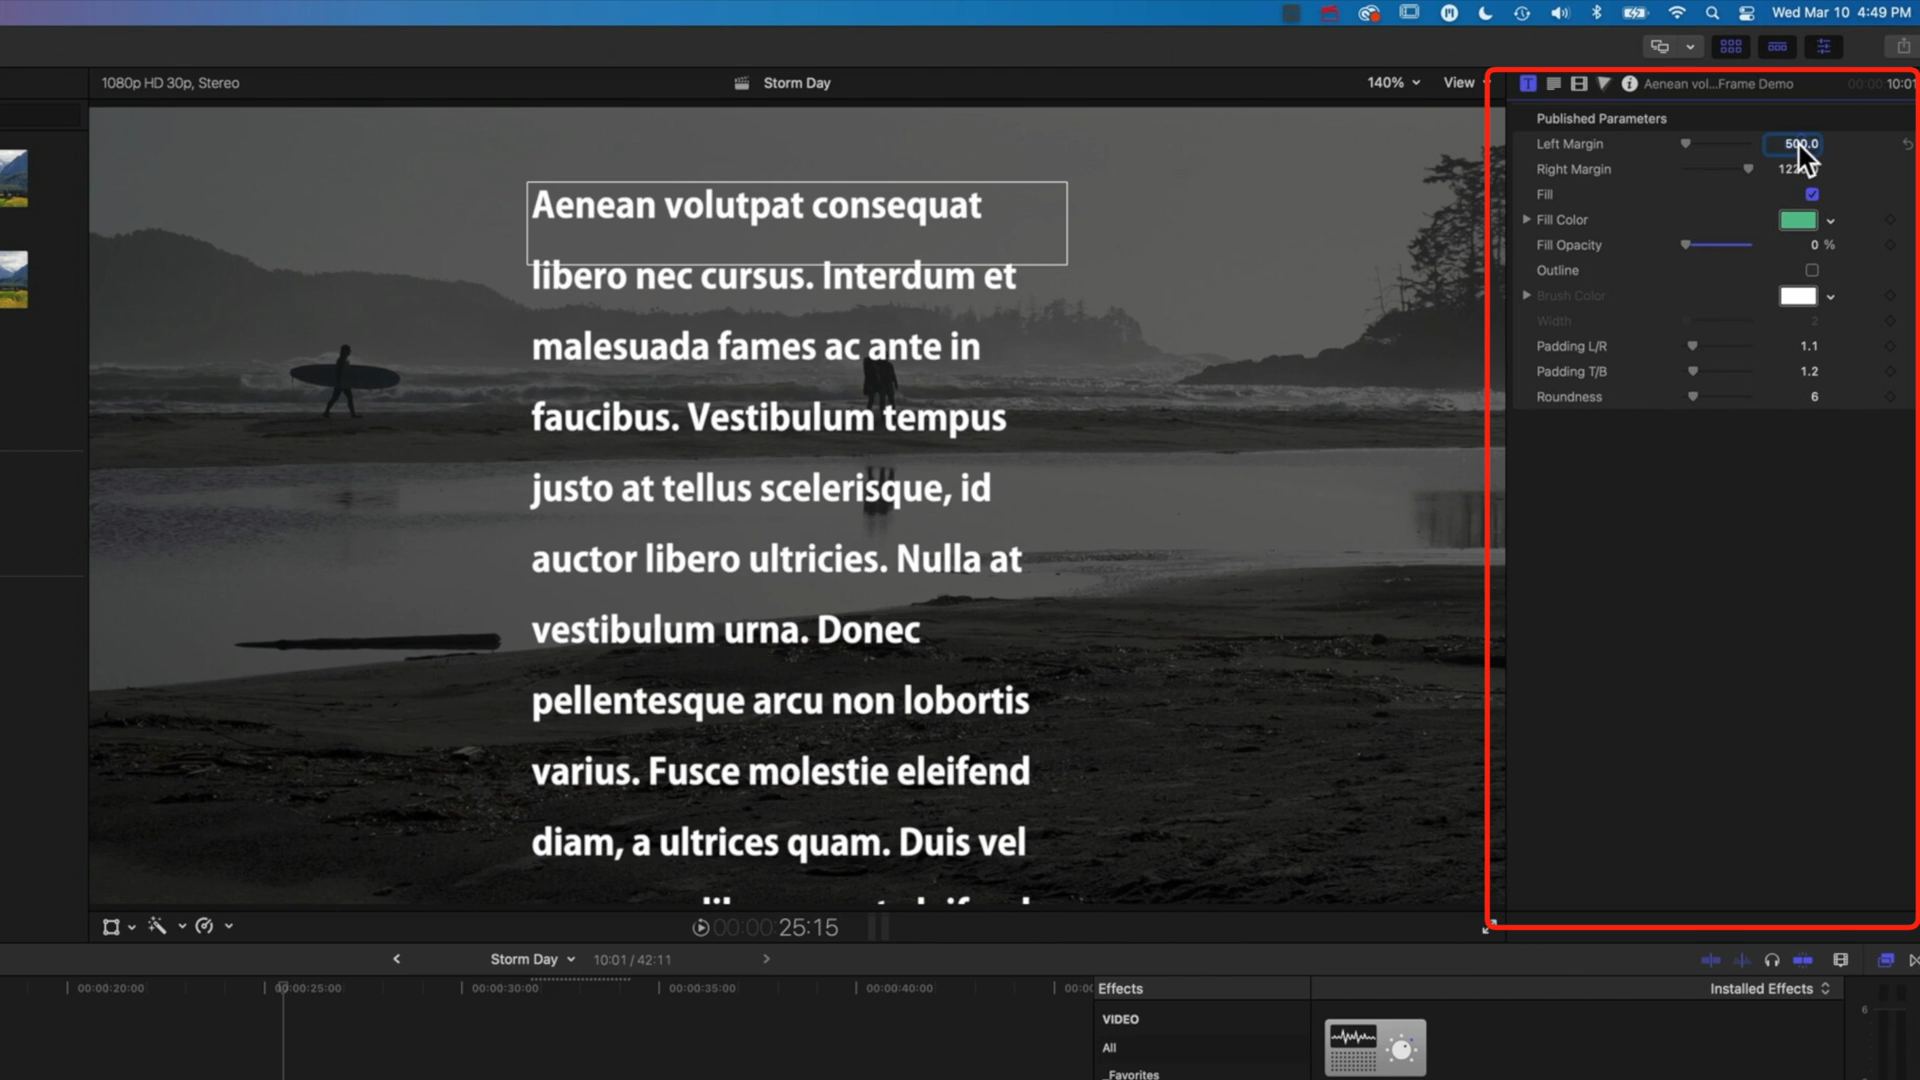 Wed Mar 10 4:49 PM
1080p HD 30p, Stereo
Storm Day
140%
View
Aenean vol...Frame Demo
00:00:10:01
Published Parameters
Left Margin
500.0
Right Margin
Fill
Fill Color
Fill Opacity
0 %
Outline
Brush Color
Width
2
Padding L/R
1.1
Padding T/B
1.2
Roundness
6
Aenean volutpat consequat
libero nec cursus. Interdum et
malesuada fames ac ante in
faucibus. Vestibulum tempus
justo at tellus scelerisque, id
auctor libero ultricies. Nulla at
vestibulum urna. Donec
pellentesque arcu non lobortis
varius. Fusce molestie eleifend
diam, a ultrices quam. Duis vel
00:00:25:15
Storm Day
10:01 / 42:11
00:00:20:00
00:00:25:00
00:00:30:00
00:00:35:00
00:00:40:00
Effects
Installed Effects
VIDEO
All
_Favorites
6